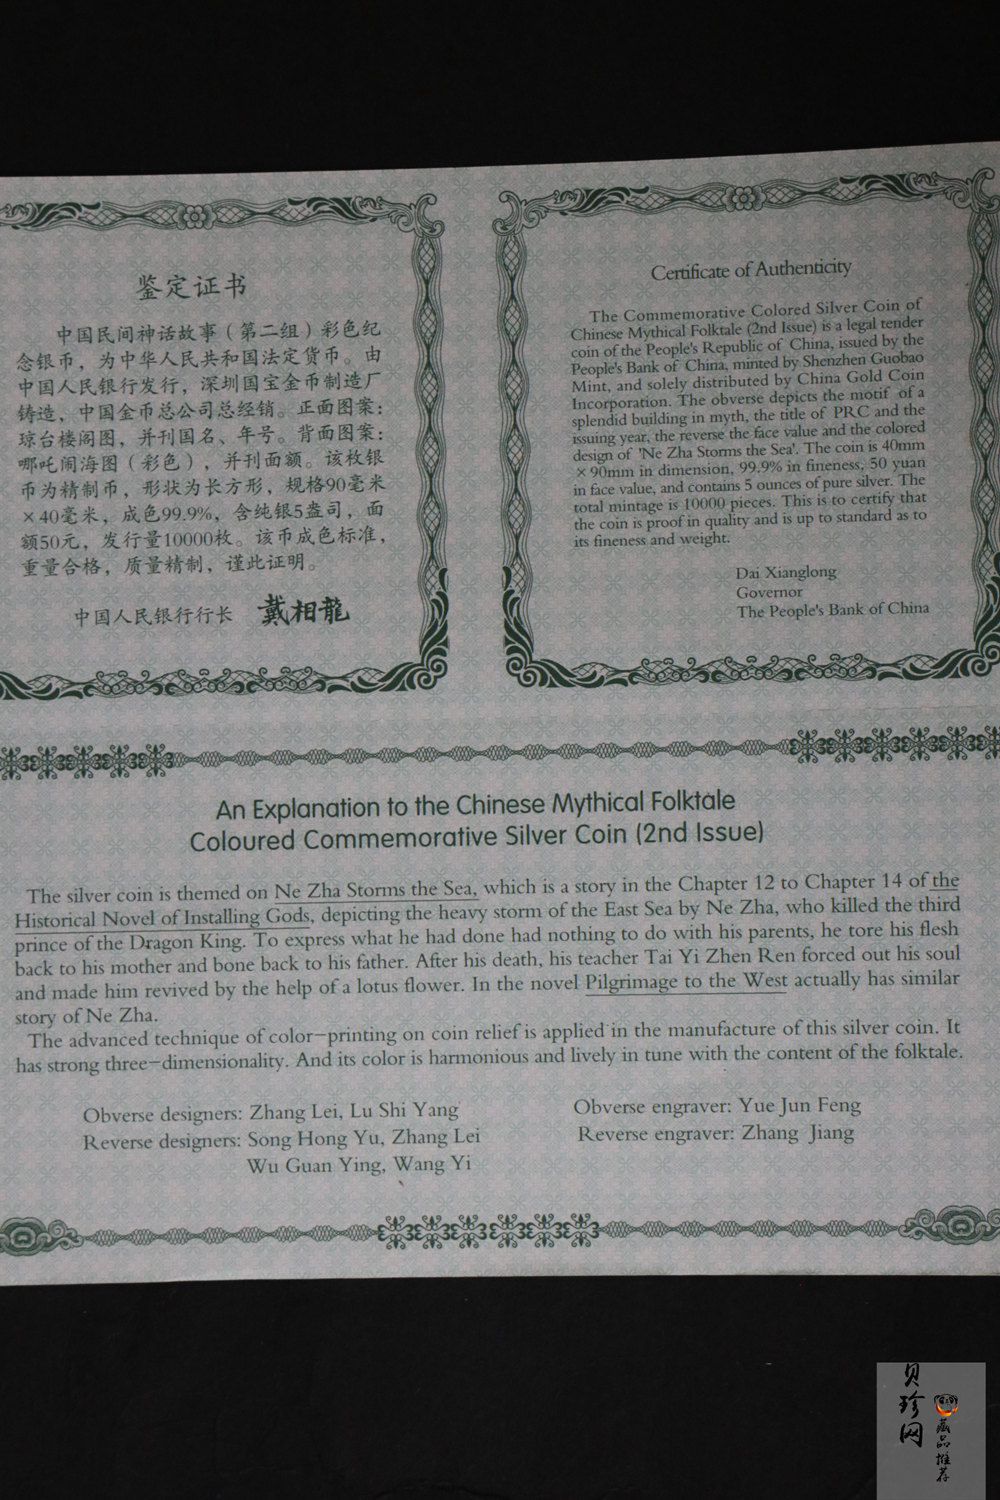 鉴定证书
中国民间神话故事（第二组）彩色纪
念银币，为中华人民共和国法定货币。由
中国人民银行发行，深圳国宝金币制造厂
铸造，中国金币总公司总经销。正面图案：
琼台楼阁图，并刊国名、年号。背面图案：
哪吒闹海图（彩色），并刊面额。该枚银
币为精制币，形状为长方形，规格90毫米
×40毫米，成色99.9%，含纯银5盎司，面
额50元，发行量10000枚。该币成色标准，
重量合格，质量精制，谨此证明。
中国人民银行行长 戴相龍
Certificate of Authenticity
The Commemorative Colored Silver Coin of
Chinese Mythical Folktale (2nd Issue) is a legal tender
coin of the People's Republic of China, issued by the
People's Bank of China, minted by Shenzhen Guobao
Mint, and solely distributed by China Gold Coin
Incorporation. The obverse depicts the motif of a
splendid building in myth, the title of PRC and the
issuing year, the reverse the face value and the colored
design of 'Ne Zha Storms the Sea'. The coin is 40mm
×90mm in dimension, 99.9% in fineness, 50 yuan
in face value, and contains 5 ounces of pure silver. The
total mintage is 10000 pieces. This is to certify that
the coin is proof in quality and is up to standard as to
its fineness and weight.
Dai Xianglong
Governor
The People's Bank of China
An Explanation to the Chinese Mythical Folktale
Coloured Commemorative Silver Coin (2nd Issue)
The silver coin is themed on Ne Zha Storms the Sea, which is a story in the Chapter 12 to Chapter 14 of the
Historical Novel of Installing Gods, depicting the heavy storm of the East Sea by Ne Zha, who killed the third
prince of the Dragon King. To express what he had done had nothing to do with his parents, he tore his flesh
back to his mother and bone back to his father. After his death, his teacher Tai Yi Zhen Ren forced out his soul
and made him revived by the help of a lotus flower. In the novel Pilgrimage to the West actually has similar
story of Ne Zha.
The advanced technique of color-printing on coin relief is applied in the manufacture of this silver coin. It
has strong three-dimensionality. And its color is harmonious and lively in tune with the content of the folktale.
Obverse designers: Zhang Lei, Lu Shi Yang
Reverse designers: Song Hong Yu, Zhang Lei
Wu Guan Ying, Wang Yi
Obverse engraver: Yue Jun Feng
Reverse engraver: Zhang Jiang
贝珍网
藏品推荐